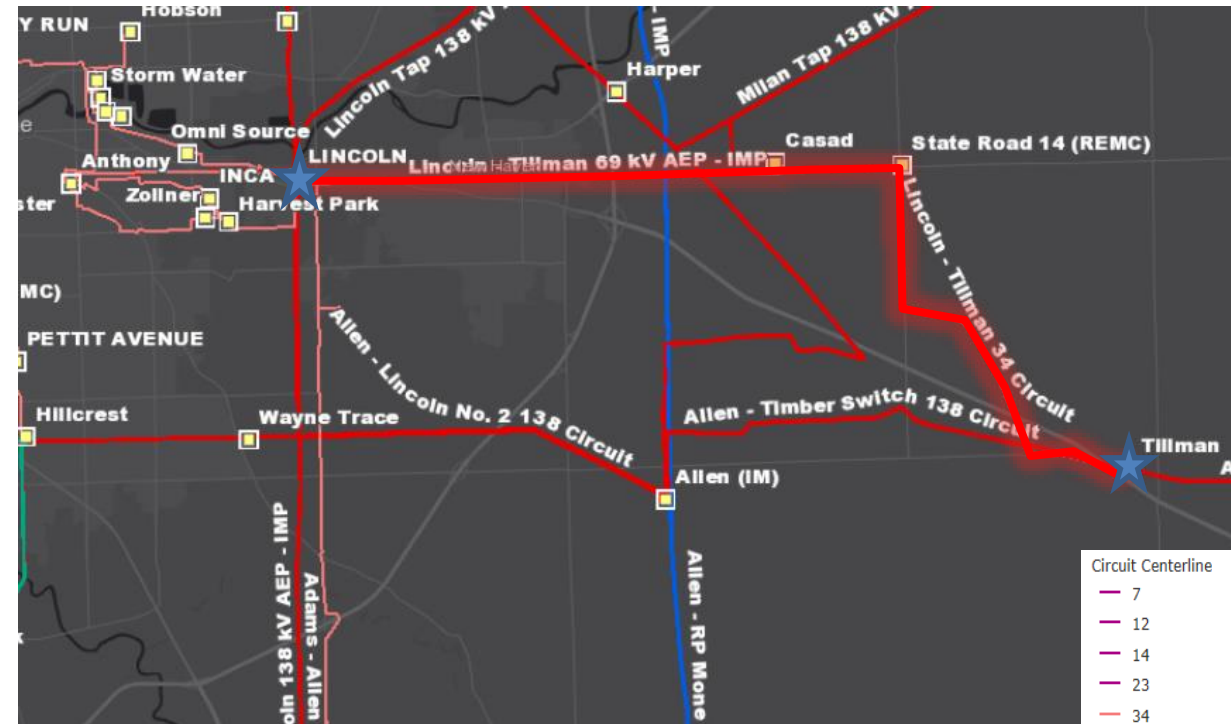 Hobson
Y RUN
Storm Water
Omni Source
Anthony
INCA
LINCOLN
Zollner
Harvest Park
ster
e
MC)
PETTIT AVENUE
Hillcrest
Wayne Trace
Lincoln Tap 138 kV
Harper
- IMP
Milan Tap 138 kV
Casad
State Road 14 (REMC)
Lincoln - Tillman 69 kV AEP - IMP
Lincoln - Tillman 34 Circuit
Allen - Lincoln No. 2 138 Circuit
Allen - Timber Switch 138 Circuit
Tillman
A
Allen (IM)
Allen - RP Mone
oln 138 kV AEP - IMP
Adams - Allen
Circuit Centerline
7
12
14
23
34